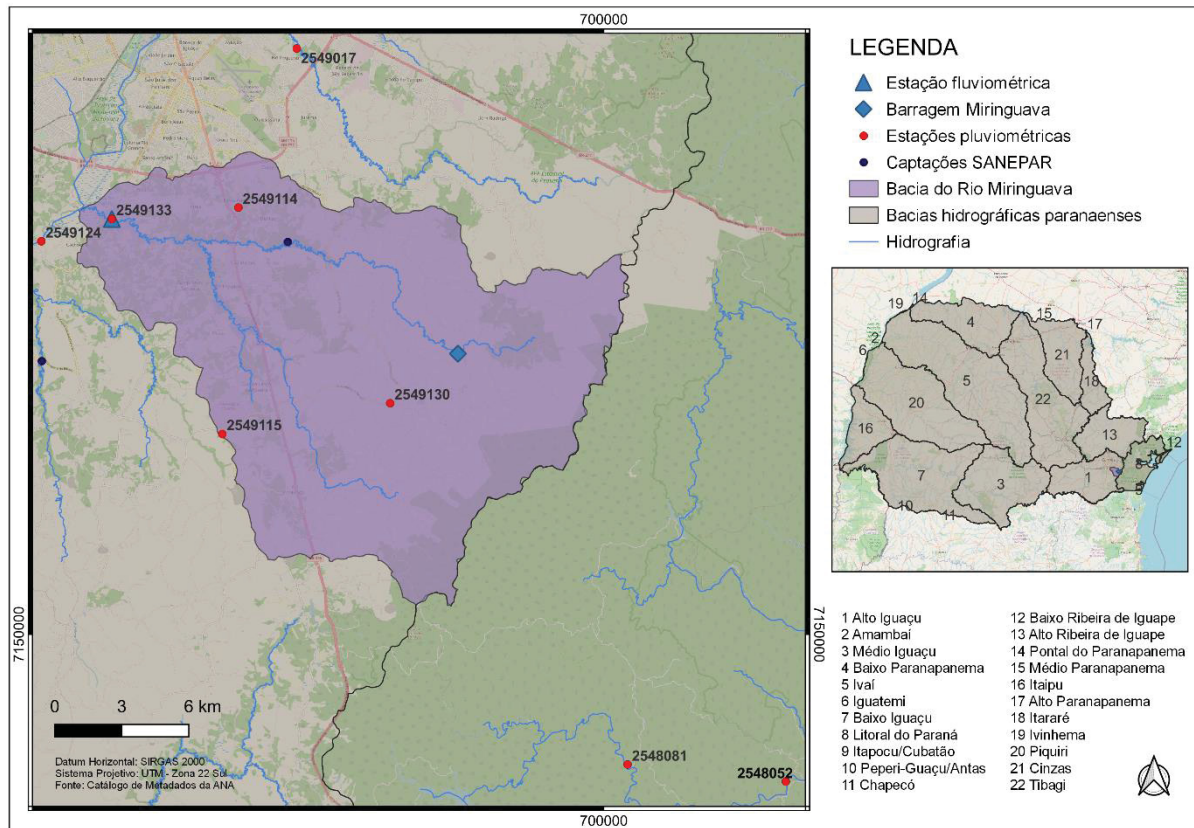 700000
2549017
2549114
2549133
2549124
2549130
2549115
7150000
7150000
0 3 6 km
2548081
2548052
Datum Horizontal: SIRGAS 2000
Sistema Projetivo: UTM - Zona 22 Sul
Fonte: Catálogo de Metadados da ANA
700000
LEGENDA
Estação fluviométrica
Barragem Miringuava
Estações pluviométricas
Captações SANEPAR
Bacia do Rio Miringuava
Bacias hidrográficas paranaenses
Hidrografia
19 14
15
17
4
2
6
21
5
18
20
22
16
13
12
7
8
1
3
9
10
11
1 Alto Iguaçu
2 Amambaí
3 Médio Iguaçu
4 Baixo Paranapanema
5 Ivaí
6 Iguatemi
7 Baixo Iguaçu
8 Litoral do Paraná
9 Itapocu/Cubatão
10 Peperi-Guaçu/Antas
11 Chapecó
12 Baixo Ribeira de Iguape
13 Alto Ribeira de Iguape
14 Pontal do Paranapanema
15 Médio Paranapanema
16 Itaipu
17 Alto Paranapanema
18 Itararé
19 Ivinhema
20 Piquiri
21 Cinzas
22 Tibagi